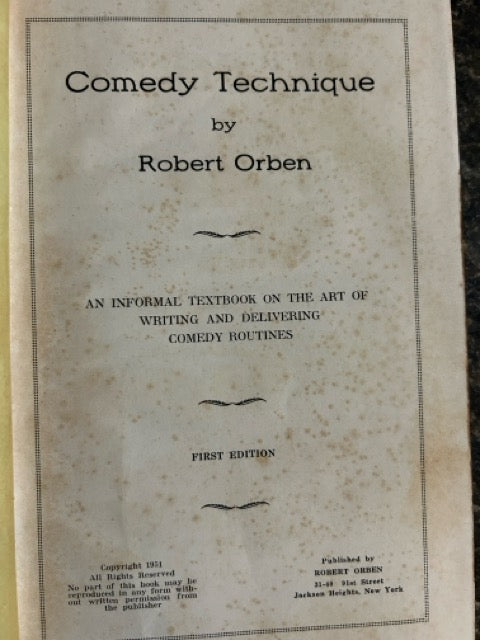 Comedy Technique
by
Robert Orben
AN INFORMAL TEXTBOOK ON THE ART OF
WRITING AND DELIVERING
COMEDY ROUTINES
FIRST EDITION
Copyright 1951
All Rights Reserved
No part of this book may be
reproduced in any form with-
out written permission from
the publisher
Published by
ROBERT ORBEN
91st Street
Jackson Heights, New York